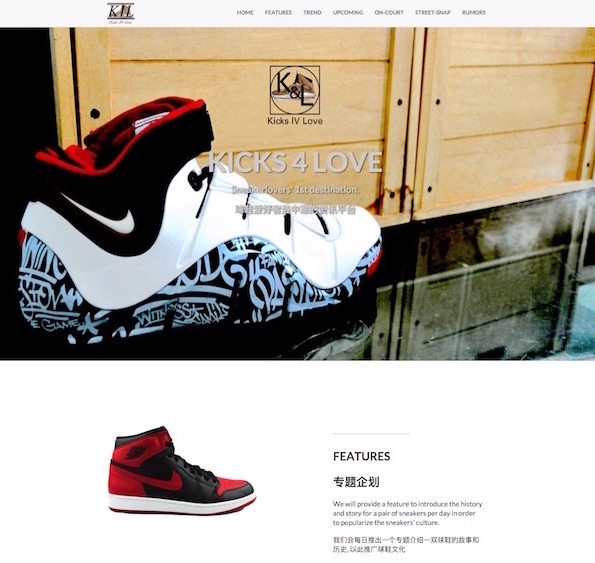 K&L
Kicks IV Love
HOME FEATURES TREND UPCOMING ON-COURT STREET-SNAP RUMORS
K&L
Kicks IV Love
KICKS 4 LOVE
Sneakerlovers' 1st destination.
球鞋爱好者最中意的资讯平台
WITNESS
FEATURES
专题企划
We will provide a feature to introduce the history
and story for a pair of sneakers per day in order
to popularize the sneakers' culture.
我们会每日推出一个专题介绍一双球鞋的故事和
历史, 以此推广球鞋文化